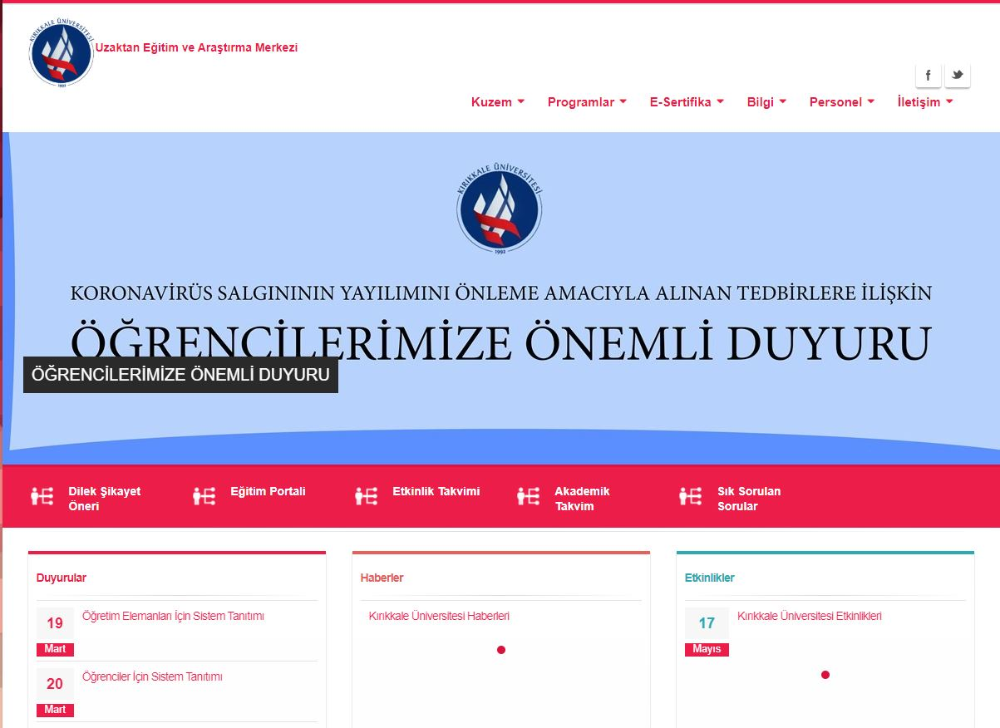 KIRIKKALE ÜNİVERSİTESİ
1992
Uzaktan Eğitim ve Araştırma Merkezi
f
Kuzem
Programlar
E-Sertifika
Bilgi
Personel
İletişim
KIRIKKALE ÜNİVERSİTESİ
1992
KORONAVİRÜS SALGINININ YAYILIMINI ÖNLEME AMACIYLA ALINAN TEDBİRLERE İLİŞKİN
ÖĞRENCİLERİMİZE ÖNEMLİ DUYURU
ÖĞRENCİLERİMİZE ÖNEMLİ DUYURU
Dilek Şikayet
Öneri
Eğitim Portali
Etkinlik Takvimi
Akademik
Takvim
Sık Sorulan
Sorular
Duyurular
19
Mart
Öğretim Elemanları İçin Sistem Tanıtımı
20
Mart
Öğrenciler İçin Sistem Tanıtımı
Haberler
Kırıkkale Üniversitesi Haberleri
Etkinlikler
17
Mayıs
Kırıkkale Üniversitesi Etkinlikleri